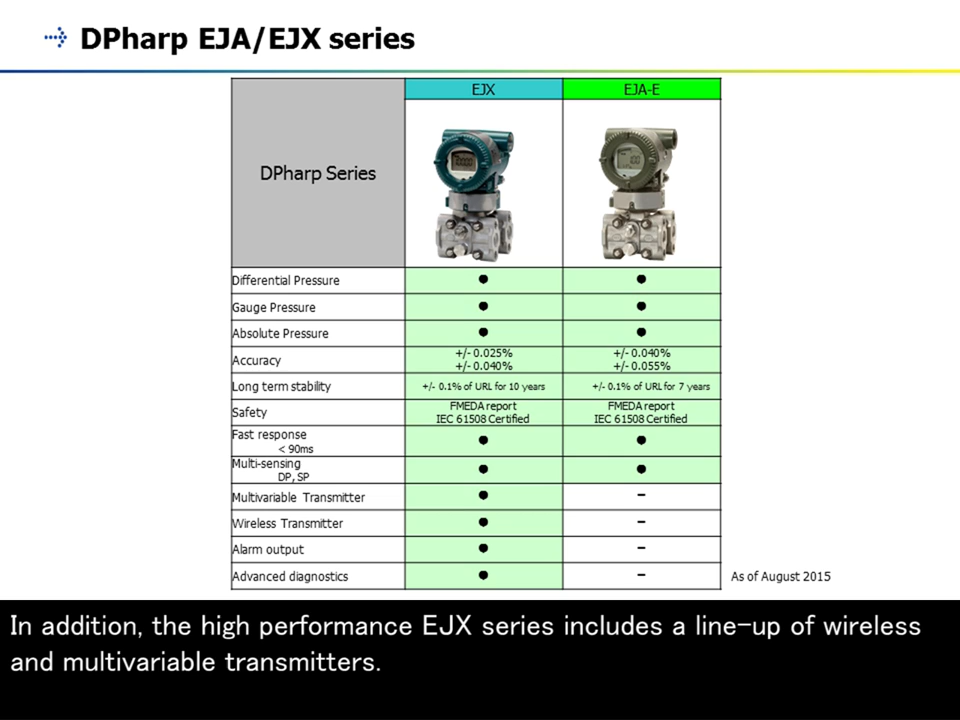 DPharp EJA/EJX series
EJX
EJA-E
DPharp Series
Differential Pressure ● ●
Gauge Pressure ● ●
Absolute Pressure ● ●
Accuracy
+/- 0.025%
+/- 0.040%
+/- 0.040%
+/- 0.055%
Long term stability +/- 0.1% of URL for 10 years +/- 0.1% of URL for 7 years
Safety
FMEDA report
IEC 61508 Certified
FMEDA report
IEC 61508 Certified
Fast response
< 90ms
● ●
Multi-sensing
DP, SP
● ●
Multivariable Transmitter ● –
Wireless Transmitter ● –
Alarm output ● –
Advanced diagnostics ● –
As of August 2015
In addition, the high performance EJX series includes a line-up of wireless
and multivariable transmitters.